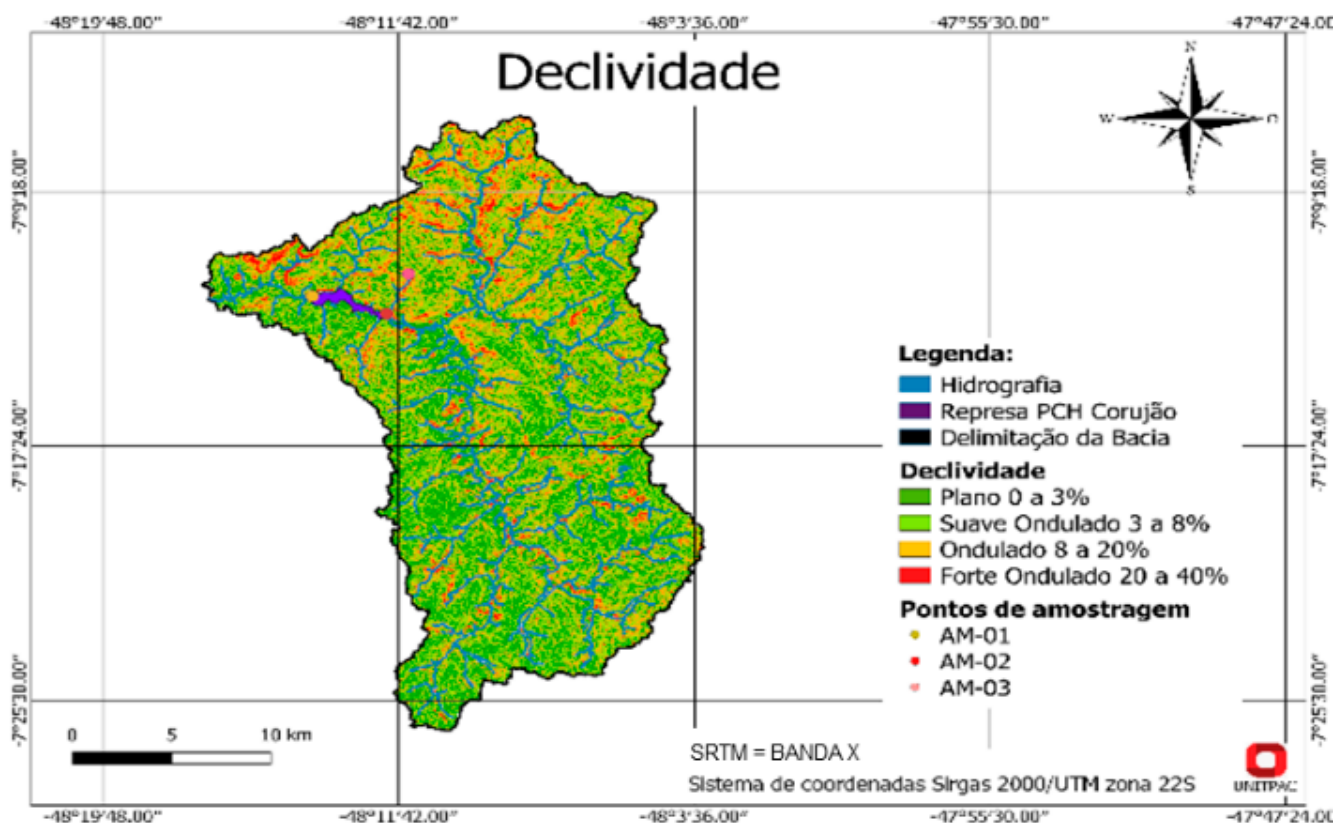 -48°19'48.00" -48°11'42.00" -48°3'36.00" -47°55'30.00" -47°47'24.00"
Declividade
N
W O
S
-7°9'18.00" -7°9'18.00"
Legenda:
Hidrografia
Represa PCH Corujão
Delimitação da Bacia
-7°17'24.00" -7°17'24.00"
Declividade
Plano 0 a 3%
Suave Ondulado 3 a 8%
Ondulado 8 a 20%
Forte Ondulado 20 a 40%
Pontos de amostragem
AM-01
AM-02
AM-03
-7°25'30.00" -7°25'30.00"
0 5 10 km
SRTM = BANDA X
Sistema de coordenadas Sirgas 2000/UTM zona 22S
UNITPAC
-48°19'48.00" -48°11'42.00" -48°3'36.00" -47°55'30.00" -47°47'24.00"